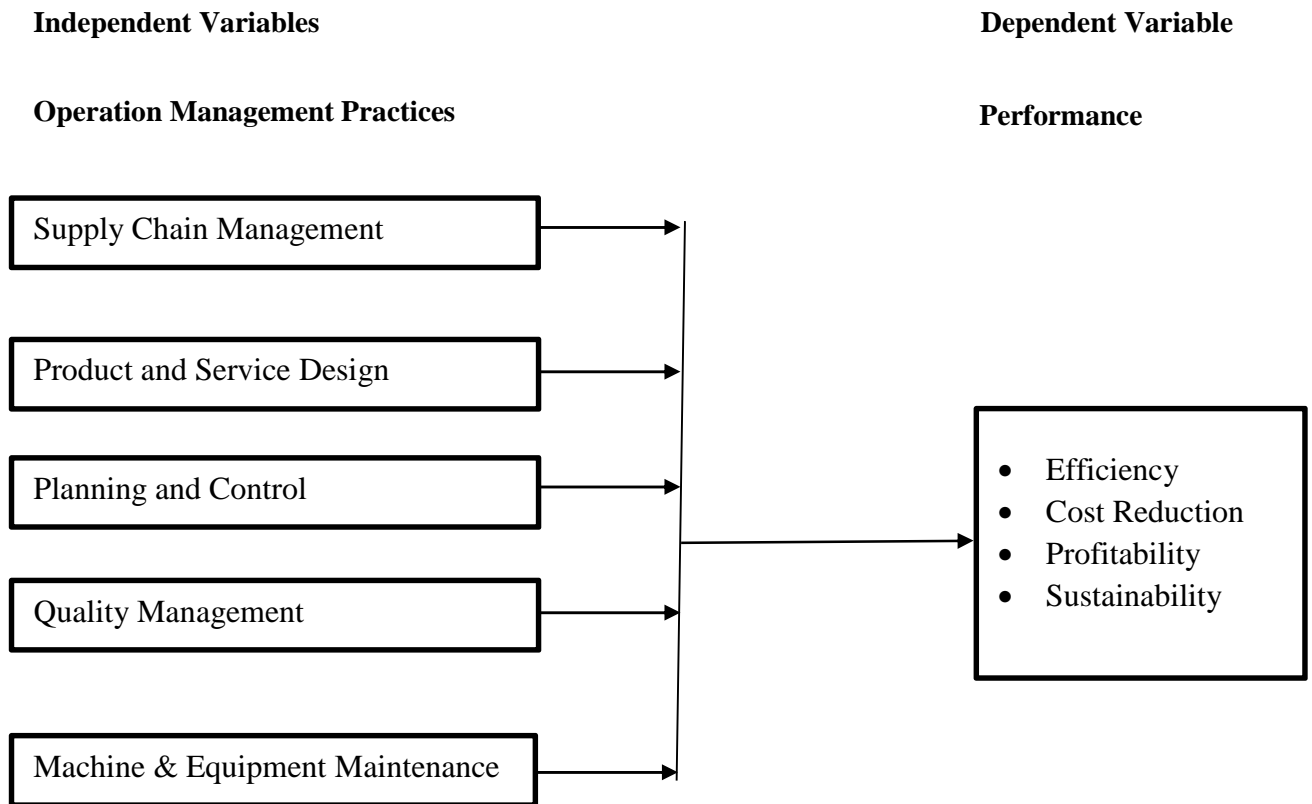 Independent Variables
Dependent Variable
Operation Management Practices
Performance
Supply Chain Management
Product and Service Design
Planning and Control
Quality Management
Machine & Equipment Maintenance
• Efficiency
• Cost Reduction
• Profitability
• Sustainability